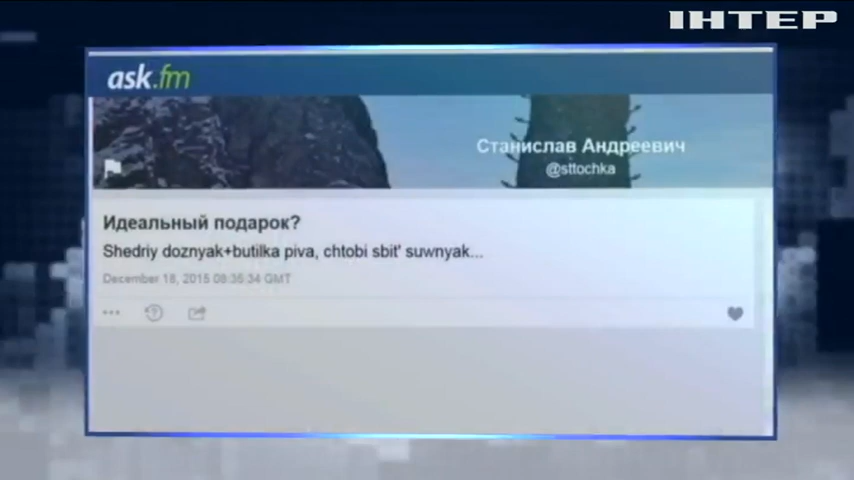 ІНТЕР
ask.fm
Станислав Андреевич
@sttochka
Идеальный подарок?
Shedriy doznyak+butilka piva, chtobi sbit' suwnyak...
December 18, 2015 08:35:34 GMT